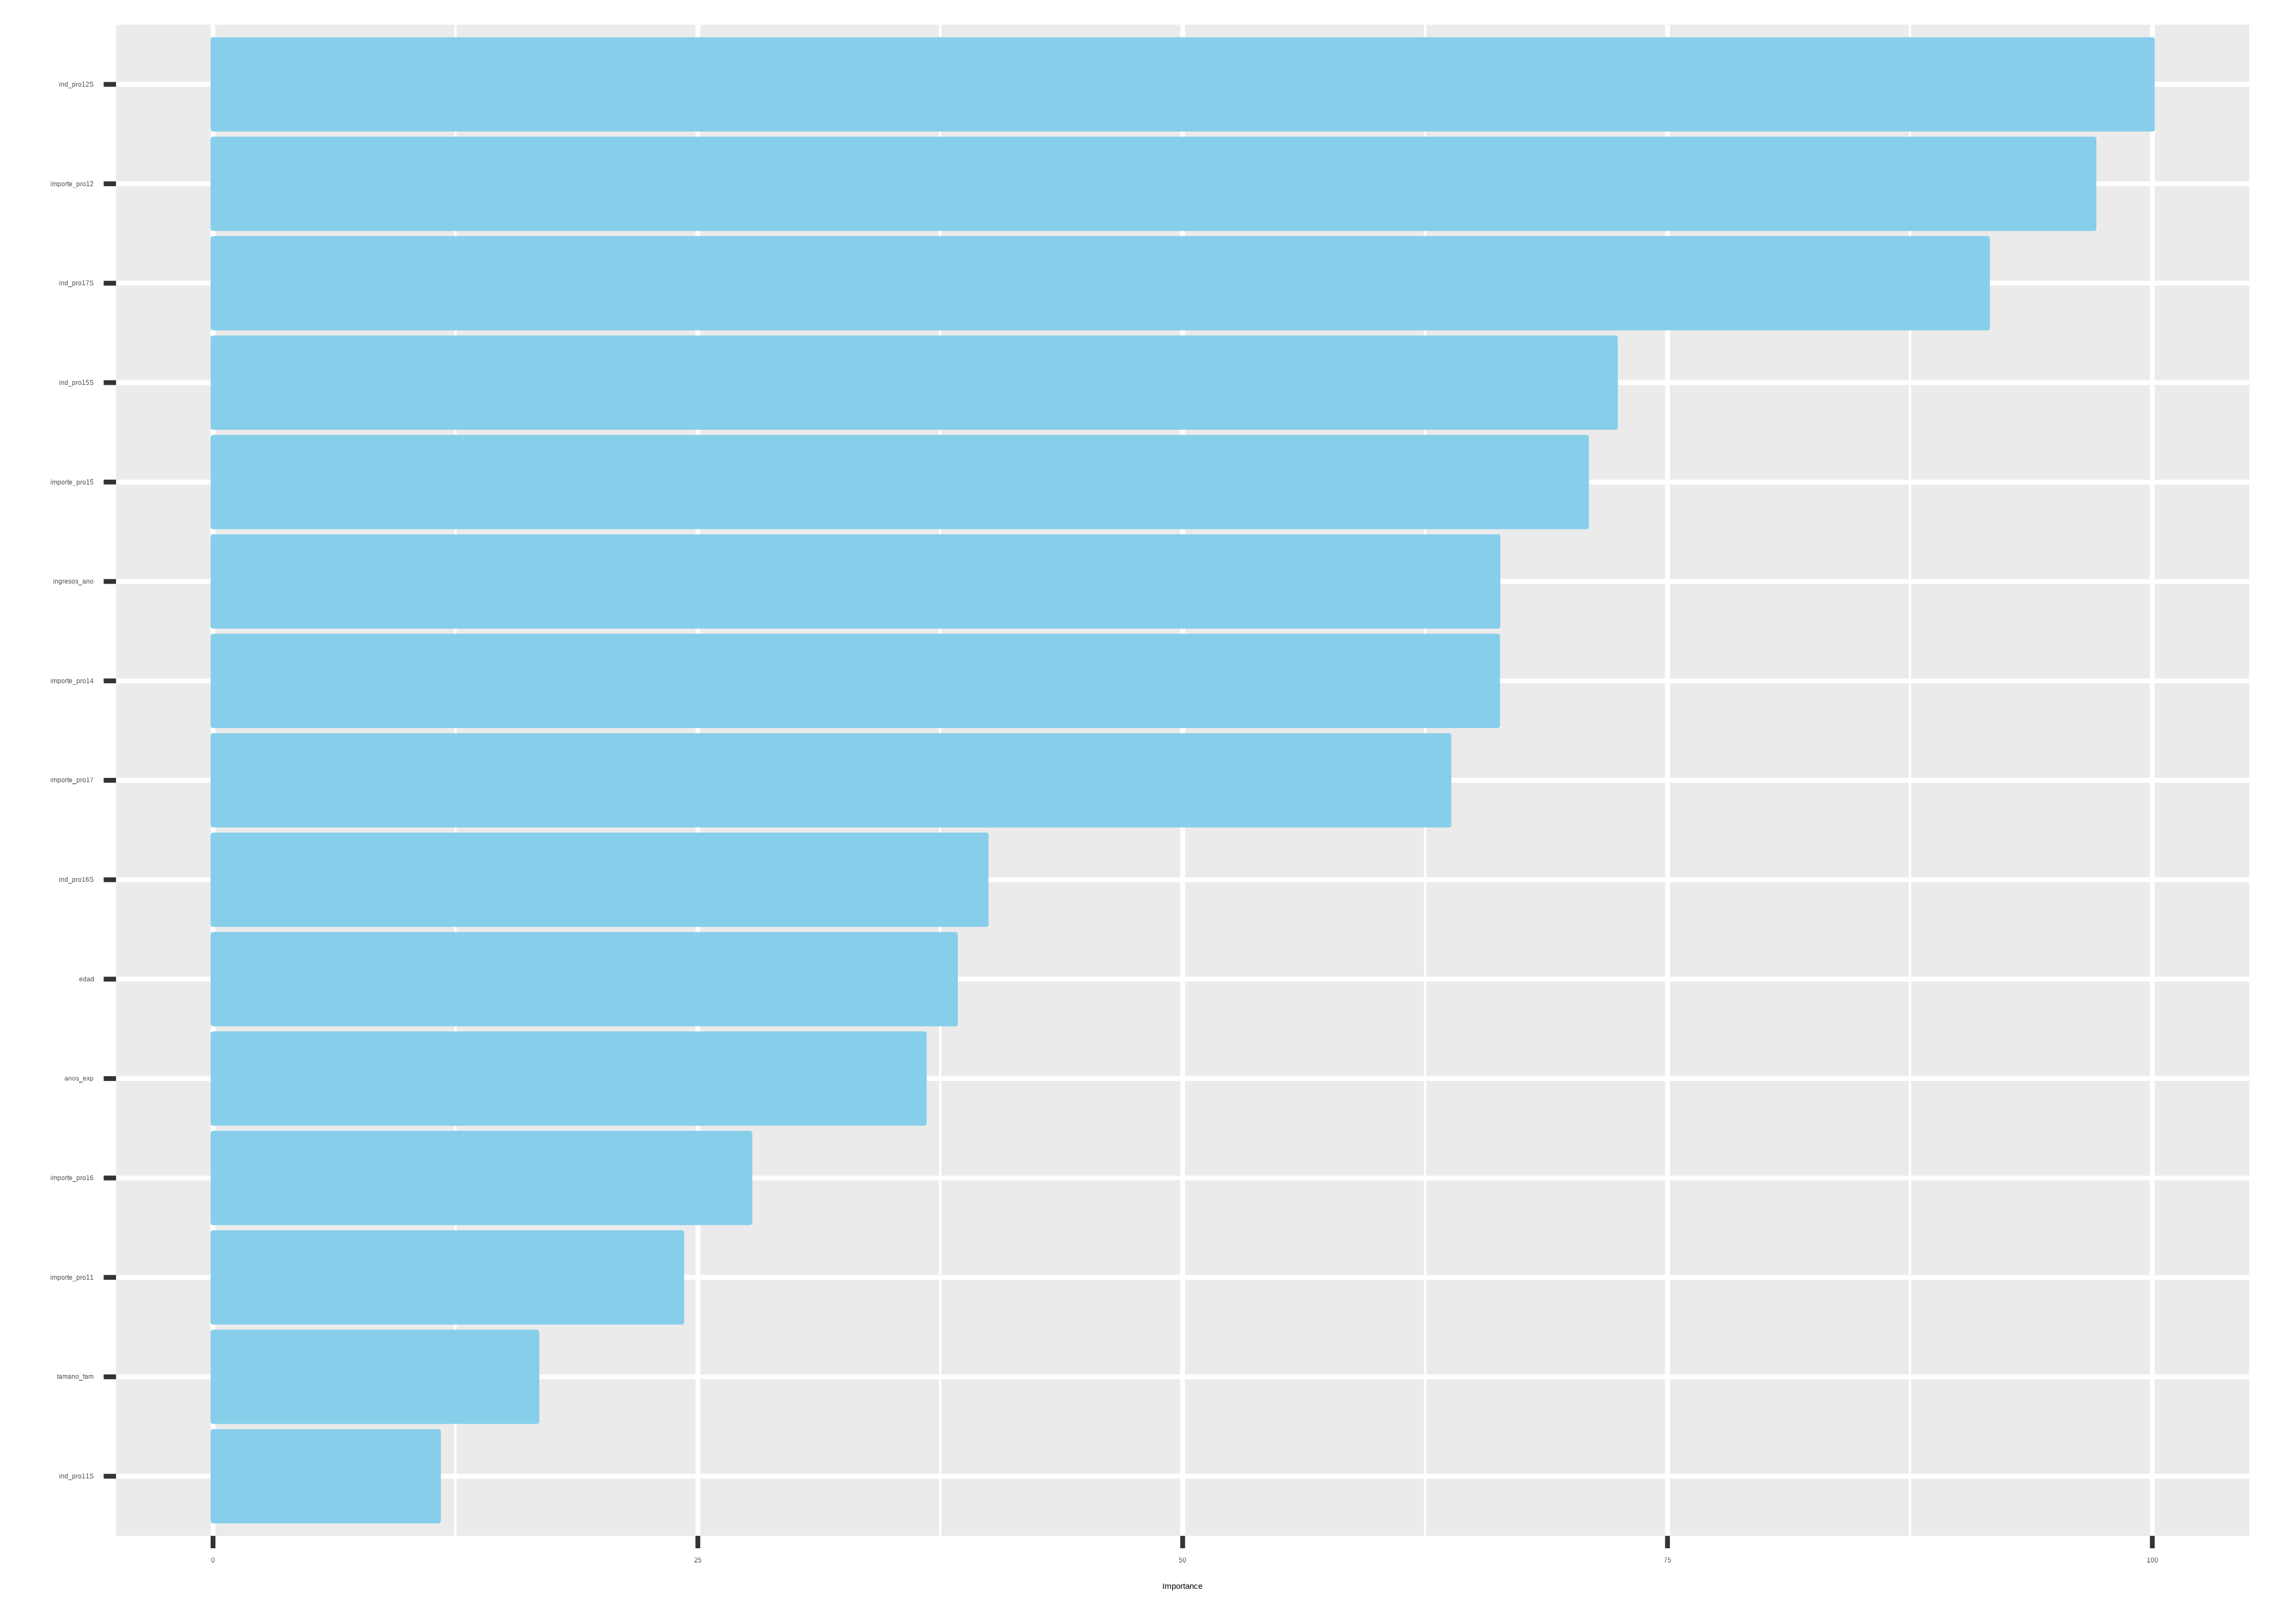 ind_pro12S
importe_pro12
ind_pro17S
ind_pro15S
importe_pro15
ingresos_ano
importe_pro14
importe_pro17
ind_pro16S
edad
anos_exp
importe_pro16
importe_pro11
tamano_fam
ind_pro11S
0 25 50 75 100
Importance